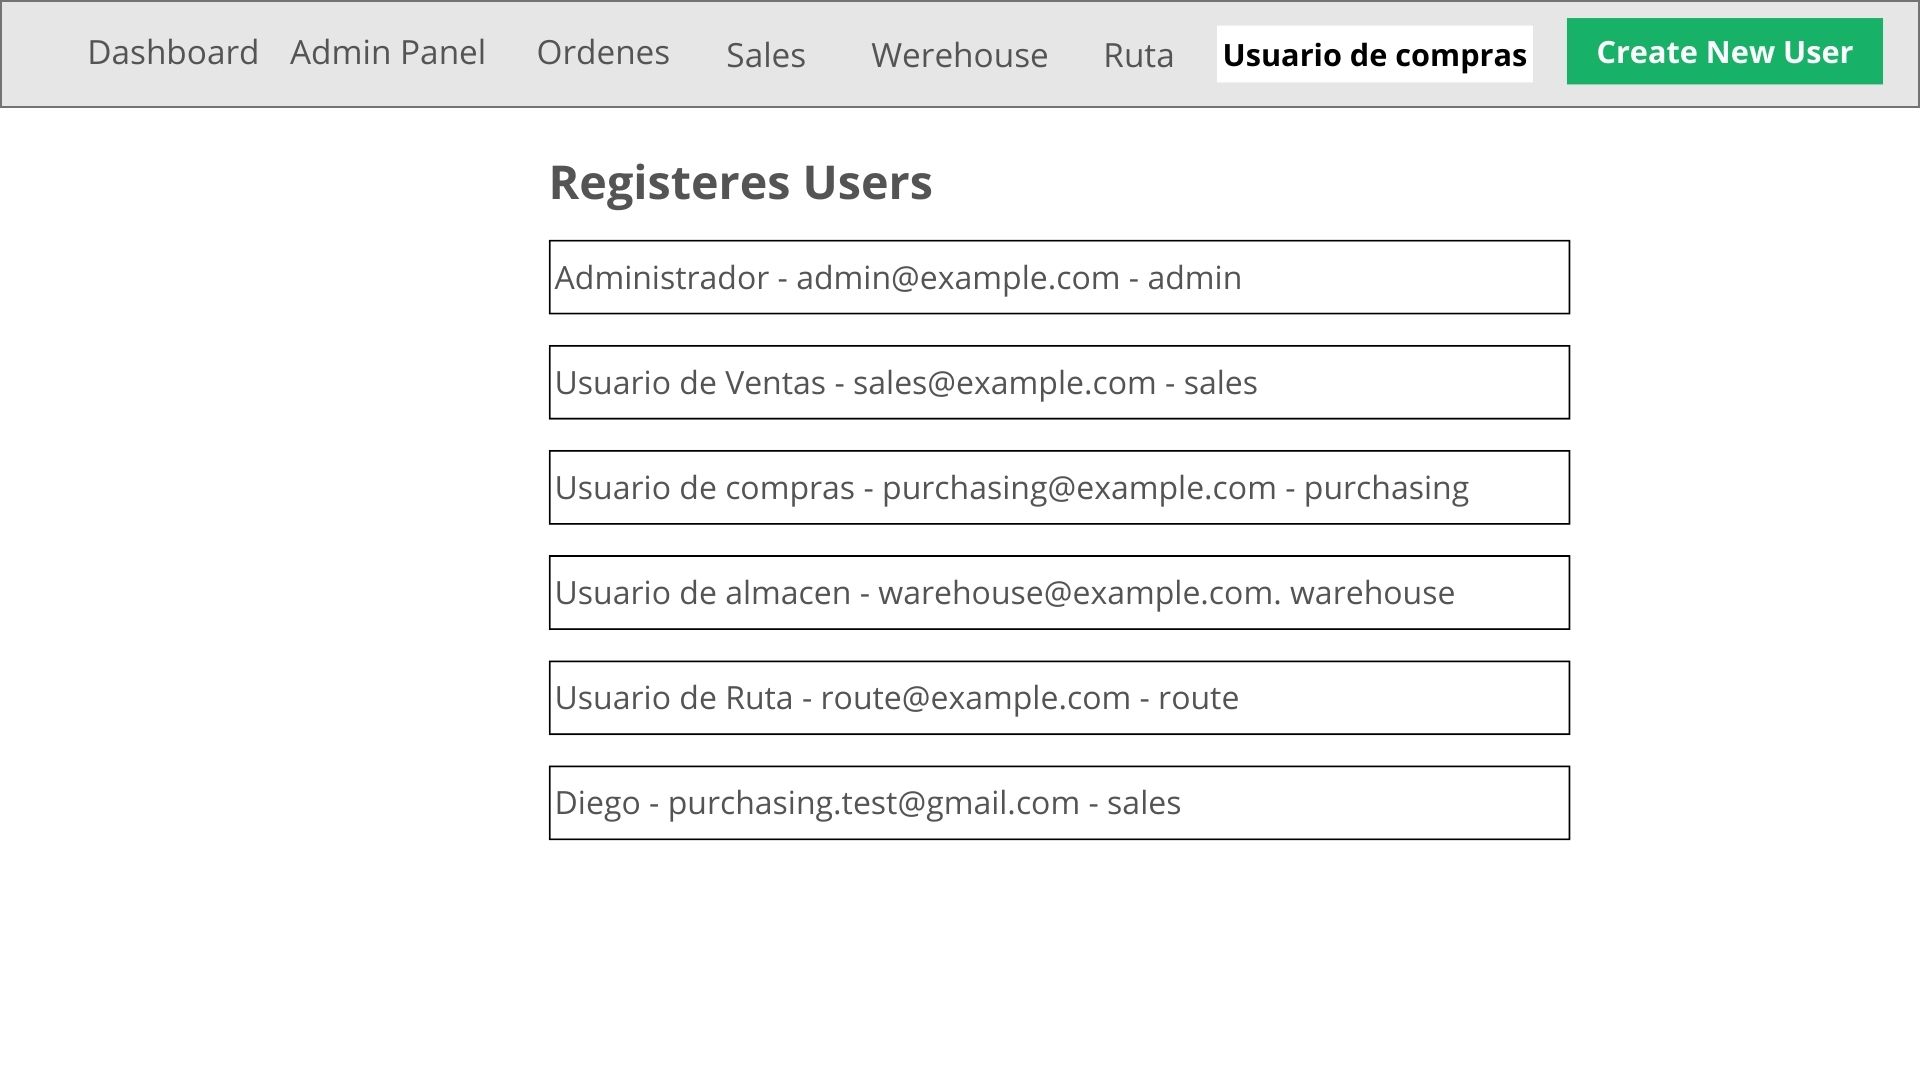 Dashboard Admin Panel Ordenes Sales Werehouse Ruta Usuario de compras Create New User
Registeres Users
Administrador - admin@example.com - admin
Usuario de Ventas - sales@example.com - sales
Usuario de compras - purchasing@example.com - purchasing
Usuario de almacen - warehouse@example.com. warehouse
Usuario de Ruta - route@example.com - route
Diego - purchasing.test@gmail.com - sales